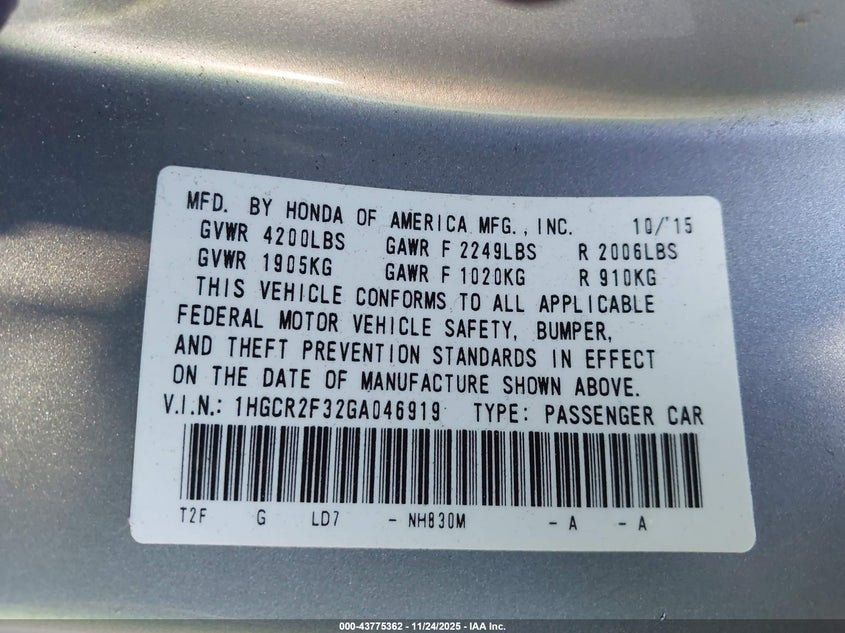 MFD. BY HONDA OF AMERICA MFG., INC. 10/'15
GVWR 4200LBS GAWR F 2249LBS R 2006LBS
GVWR 1905KG GAWR F 1020KG R 910KG
THIS VEHICLE CONFORMS TO ALL APPLICABLE
FEDERAL MOTOR VEHICLE SAFETY, BUMPER,
AND THEFT PREVENTION STANDARDS IN EFFECT
ON THE DATE OF MANUFACTURE SHOWN ABOVE.
V.I.N.: 1HGCR2F32GA046919 TYPE: PASSENGER CAR
T2F G LD7 - NH830M - A - A
000-43775362 - 11/24/2025 - IAA Inc.